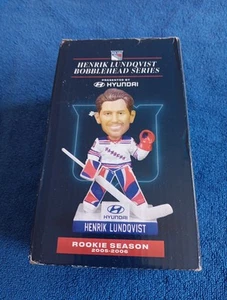 HENRIK LUNDQVIST
BOBBLEHEAD SERIES
PRESENTED BY
HYUNDAI
HYUNDAI
HENRIK LUNDQVIST
ROOKIE SEASON
2005-2006